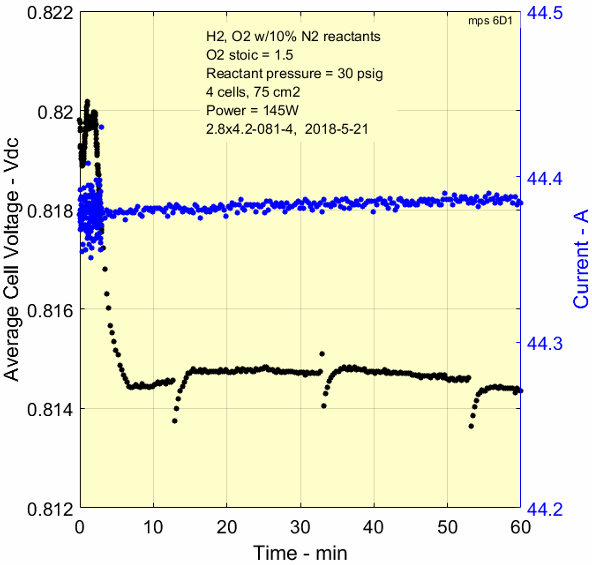 mps 6D1
H2, O2 w/10% N2 reactants
O2 stoic = 1.5
Reactant pressure = 30 psig
4 cells, 75 cm2
Power = 145W
2.8x4.2-081-4, 2018-5-21
Average Cell Voltage - Vdc
0.822
0.82
0.818
0.816
0.814
0.812
44.5
44.4
44.3
44.2
Current - A
0 10 20 30 40 50 60
Time - min